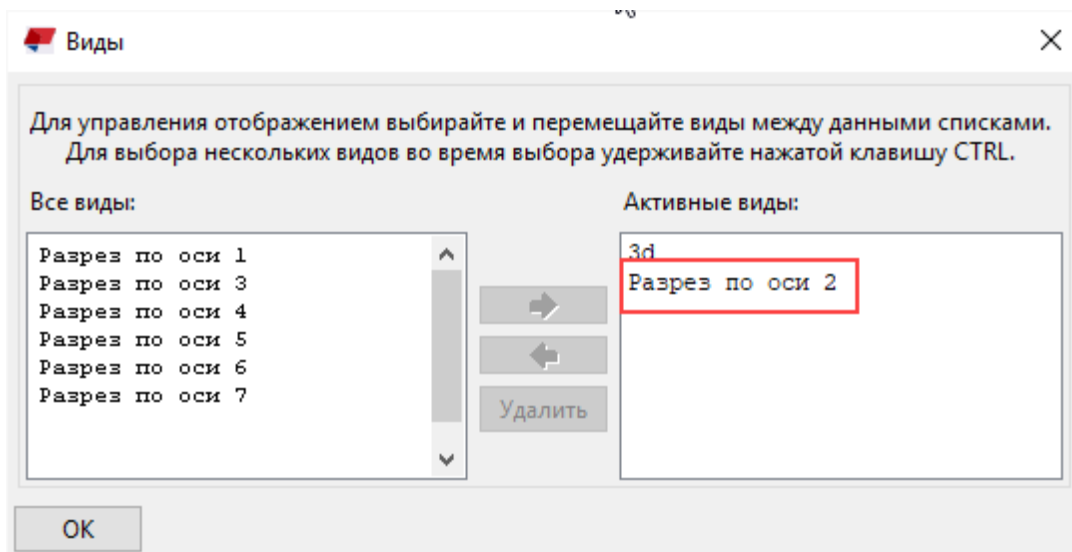 Виды
Для управления отображением выбирайте и перемещайте виды между данными списками.
Для выбора нескольких видов во время выбора удерживайте нажатой клавишу CTRL.
Все виды:
Разрез по оси 1
Разрез по оси 3
Разрез по оси 4
Разрез по оси 5
Разрез по оси 6
Разрез по оси 7
Удалить
Активные виды:
3d
Разрез по оси 2
OK